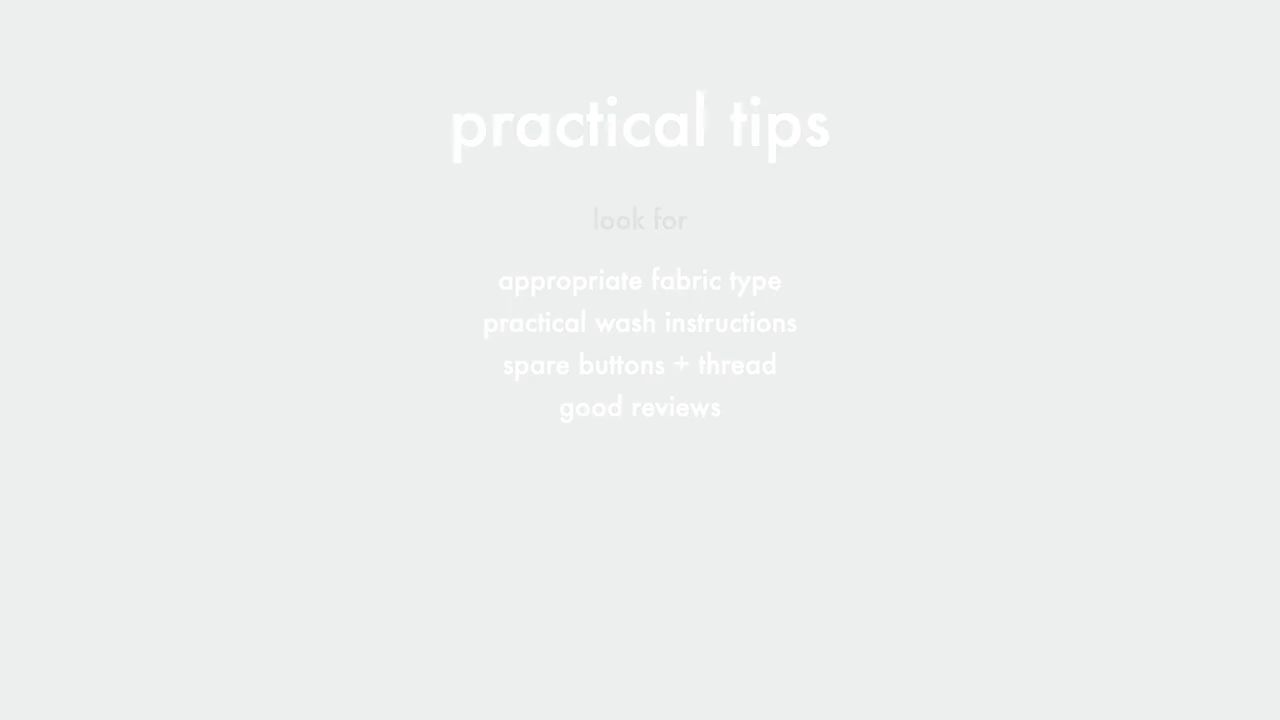 practical tips
look for
appropriate fabric type
practical wash instructions
spare buttons + thread
good reviews